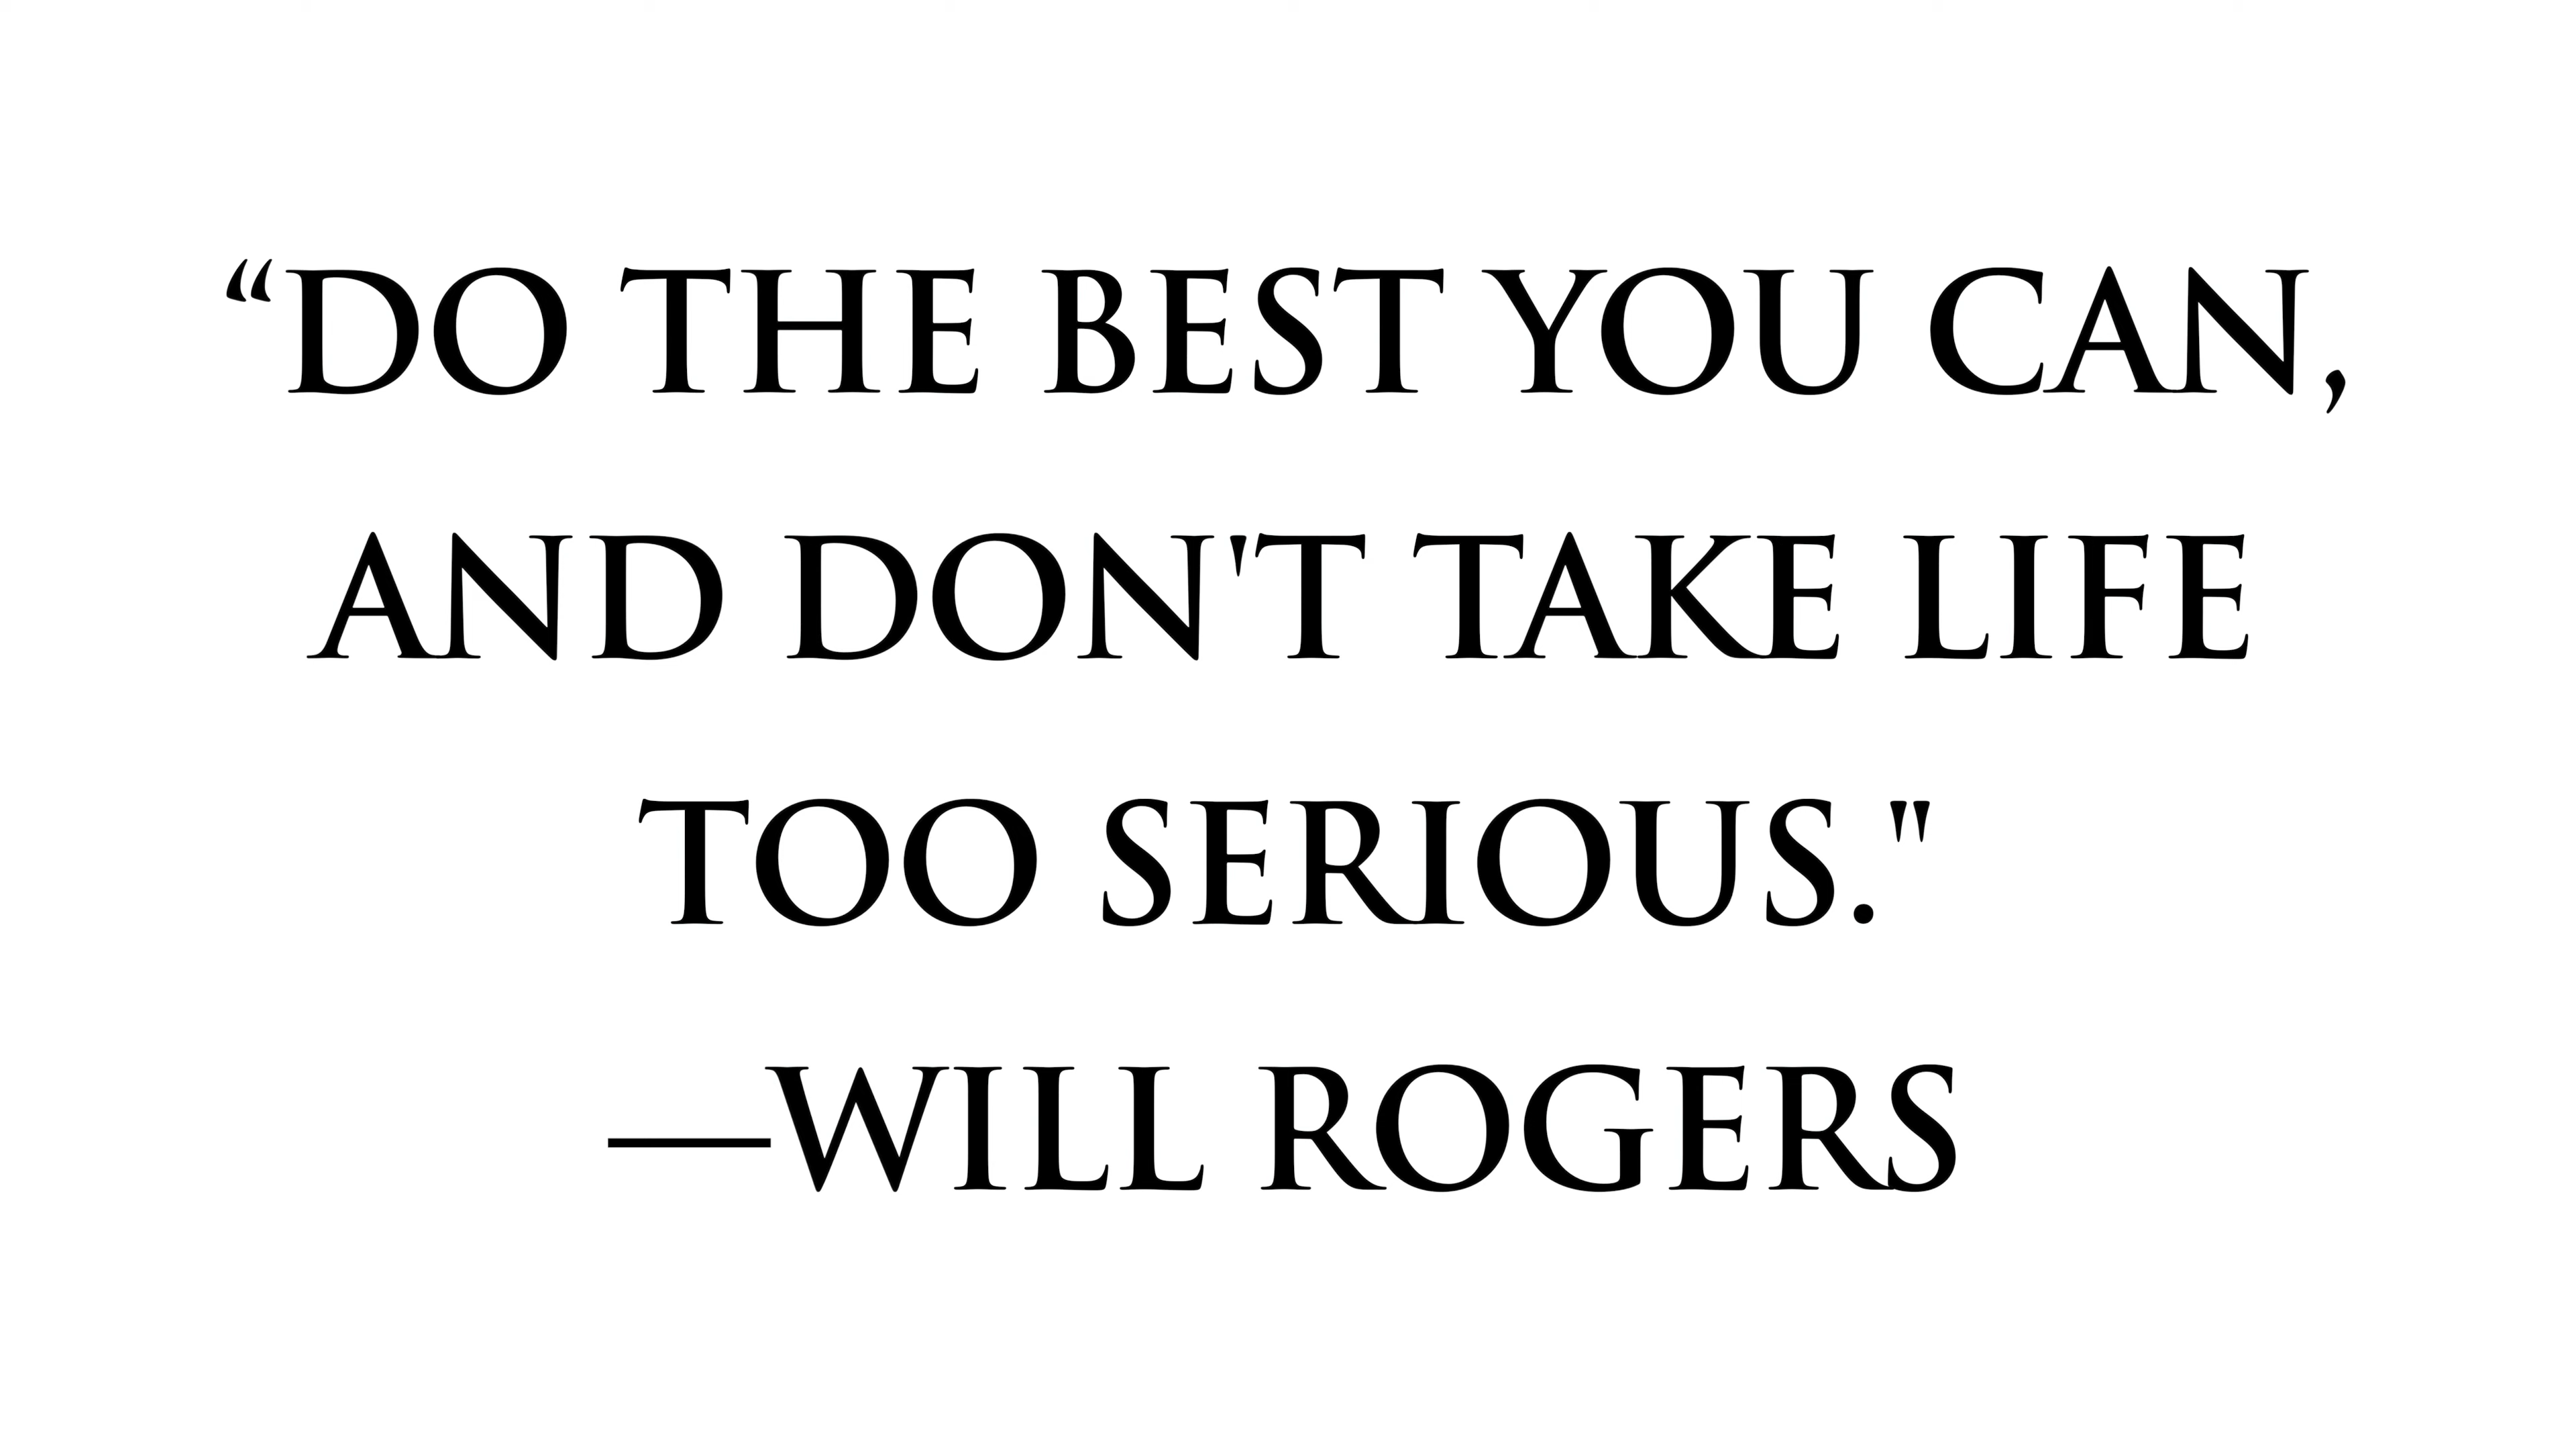 “DO THE BEST YOU CAN,
AND DON'T TAKE LIFE
TOO SERIOUS."
—WILL ROGERS